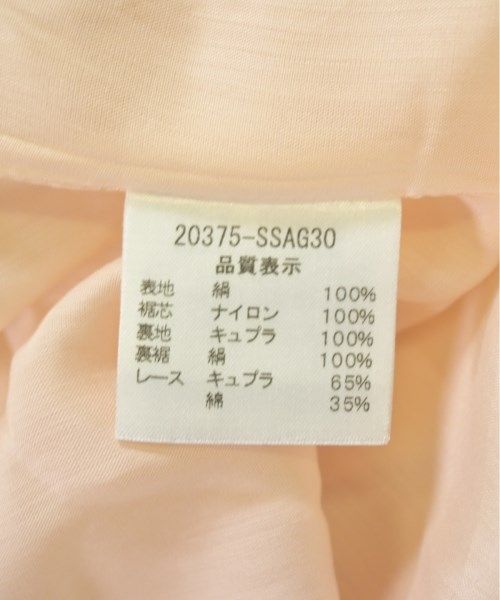 20375-SSAG30
品質表示
表地 絹 100%
裾芯 ナイロン 100%
裏地 キュプラ 100%
裏裾 絹 100%
レース キュプラ 65%
綿 35%